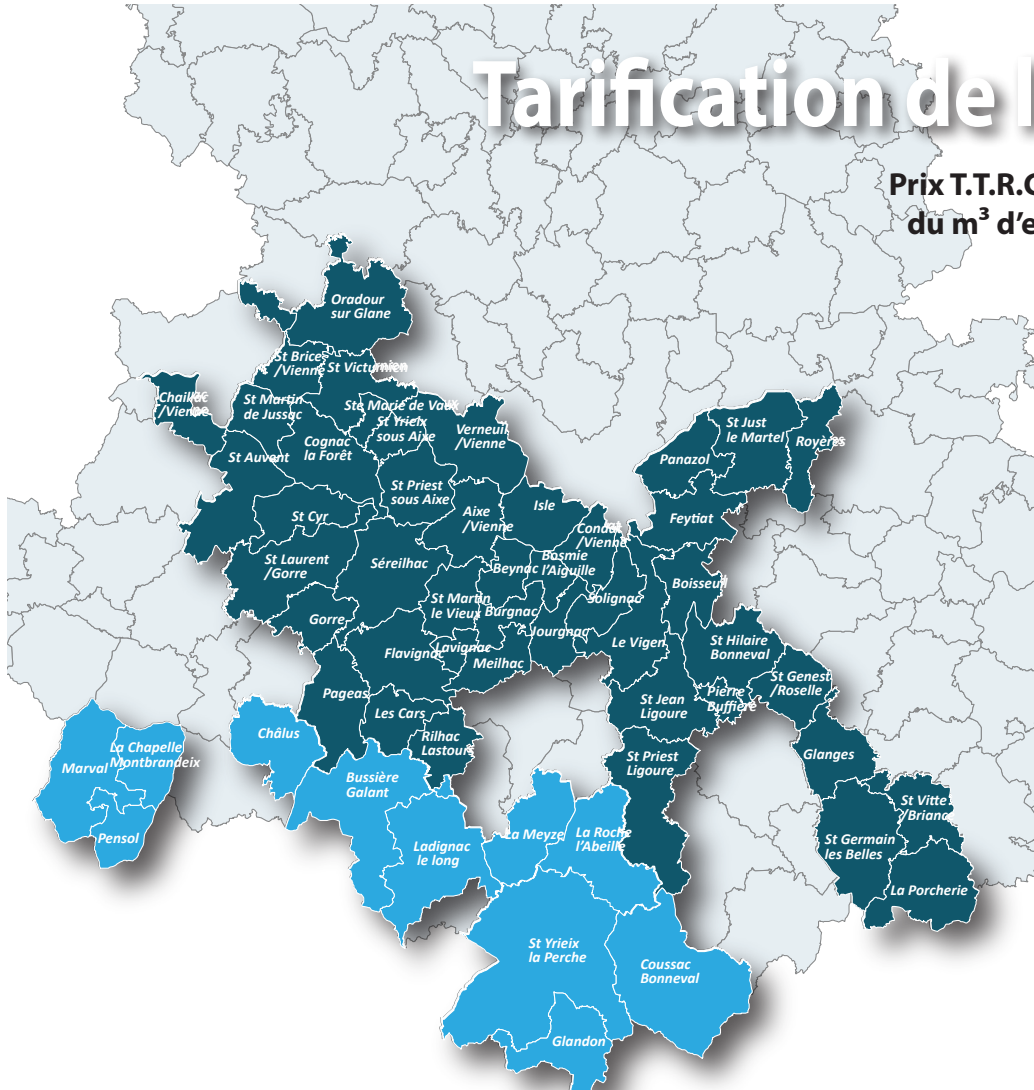 Tarification de l
Prix T.T.R.C
du m³ d'e
Oradour
sur Glane
St Brice
/Vienne
St Victurnien
Chaillac
/Vienne
St Martin
de Jussac
Ste Marie de Vaux
St Yrieix
sous Aixe
Verneuil
/Vienne
Cognac
la Forêt
St Auvent
St Just
le Martel
Royères
Panazol
St Priest
sous Aixe
Isle
Aixe
/Vienne
St Cyr
Feytiat
Condat
/Vienne
Bosmie
l'Aiguille
St Laurent
/Gorre
Séreilhac
Beynac
Boisseuil
St Martin
le Vieux
Burgnac
Solignac
Gorre
Jourgnac
Le Vigen
St Hilaire
Bonneval
Flavignac
Lavignac
Meilhac
St Genest
/Roselle
Pageas
St Jean
Ligoure
Pierre
Buffière
Les Cars
Rilhac
Lastours
Châlus
La Chapelle
Montbrandeix
Marval
Glanges
St Priest
Ligoure
Bussière
Galant
St Vitte
/Briance
La Meyze
La Roche
l'Abeille
Pensol
Ladignac
le long
St Germain
les Belles
La Porcherie
St Yrieix
la Perche
Coussac
Bonneval
Glandon